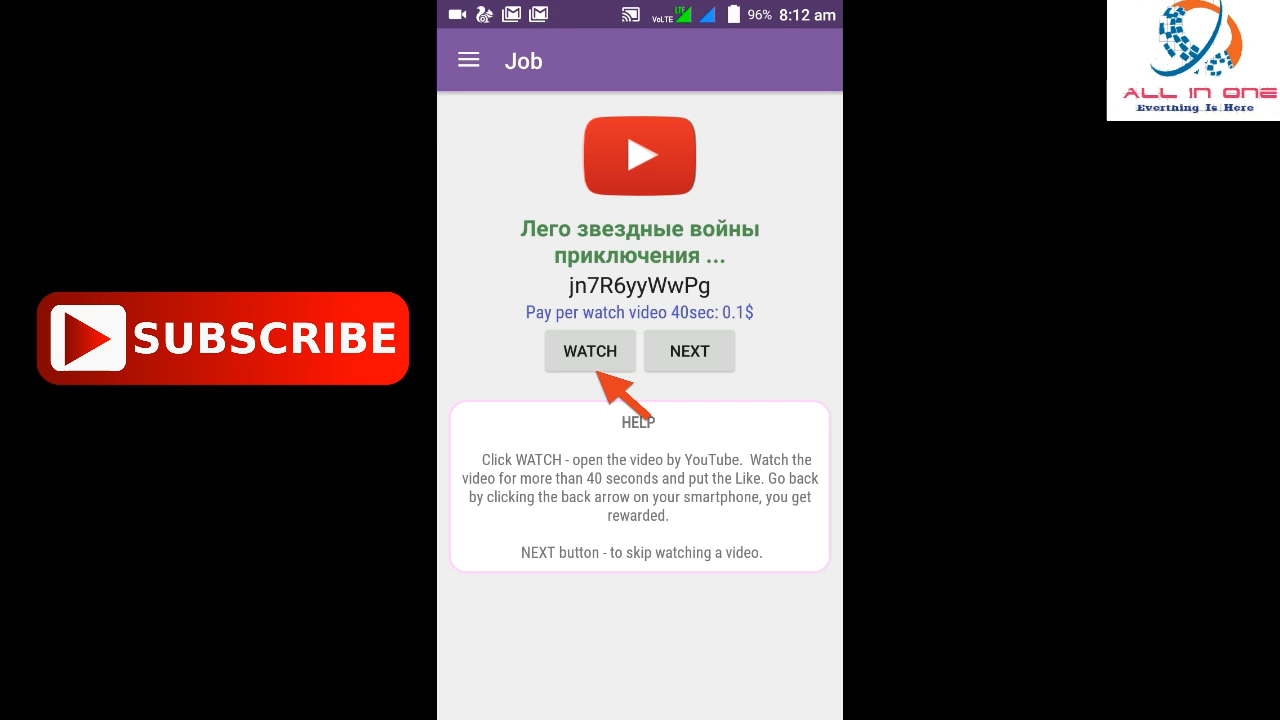 VoLTE LTE 96% 8:12 am
Job
ALL IN ONE
Everthing Is Here
Лего звездные войны
приключения ...
jn7R6yyWwPg
Pay per watch video 40sec: 0.1$
WATCH NEXT
SUBSCRIBE
HELP
Click WATCH - open the video by YouTube. Watch the
video for more than 40 seconds and put the Like. Go back
by clicking the back arrow on your smartphone, you get
rewarded.
NEXT button - to skip watching a video.